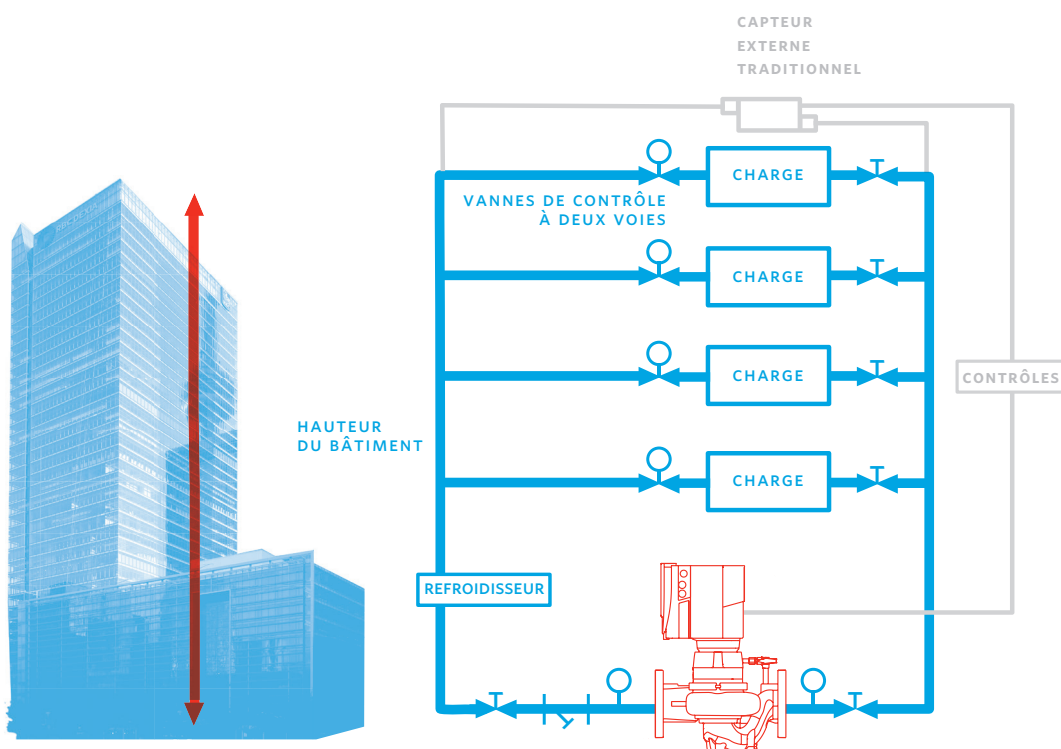 CAPTEUR
EXTERNE
TRADITIONNEL
CHARGE
VANNES DE CONTRÔLE
À DEUX VOIES
CHARGE
CHARGE
CONTRÔLES
HAUTEUR
DU BÂTIMENT
CHARGE
REFROIDISSEUR